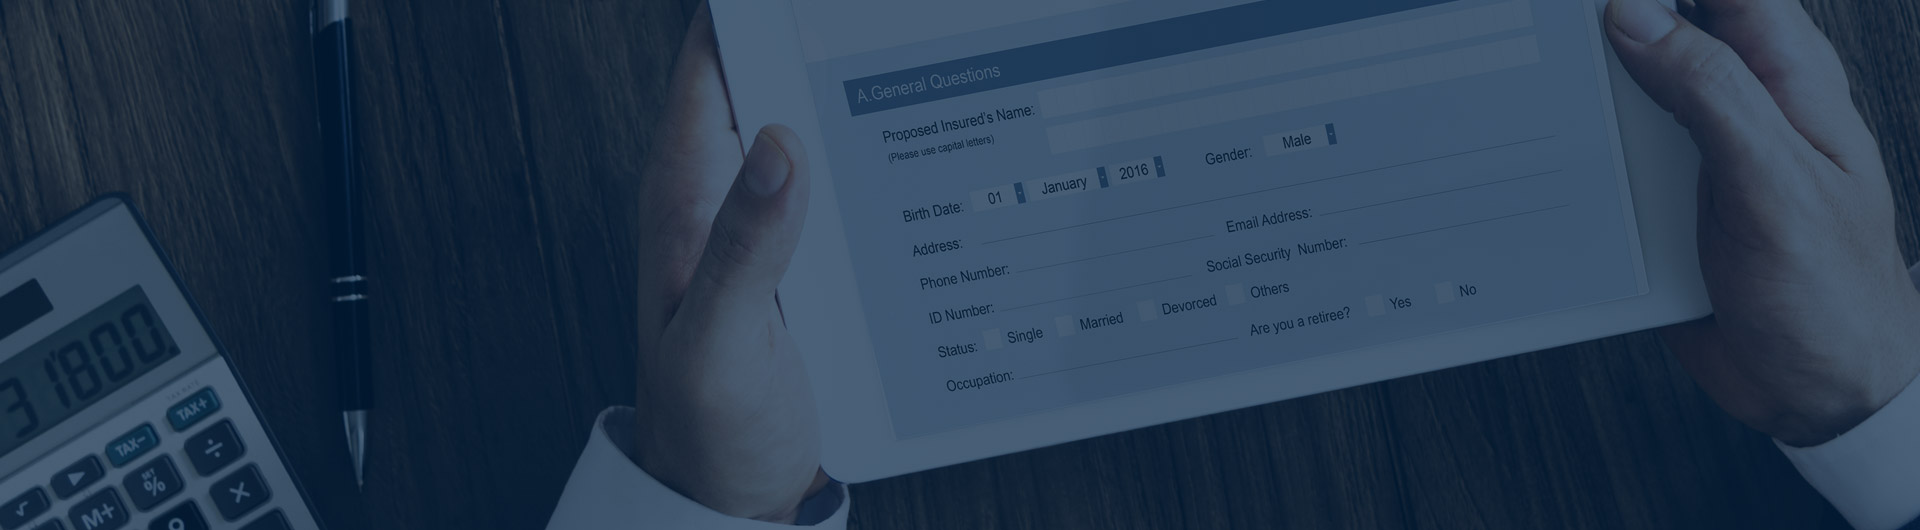 A.General Questions
Proposed Insured's Name:
(Please use capital letters)
Birth Date: 01 January 2016 Gender: Male
Address:
Phone Number: Email Address:
ID Number: Social Security Number:
Status: Single Married Devorced Others
Occupation: Are you a retiree? Yes No
31800
TAX- TAX+
√ ▶ ÷
M+ % ×